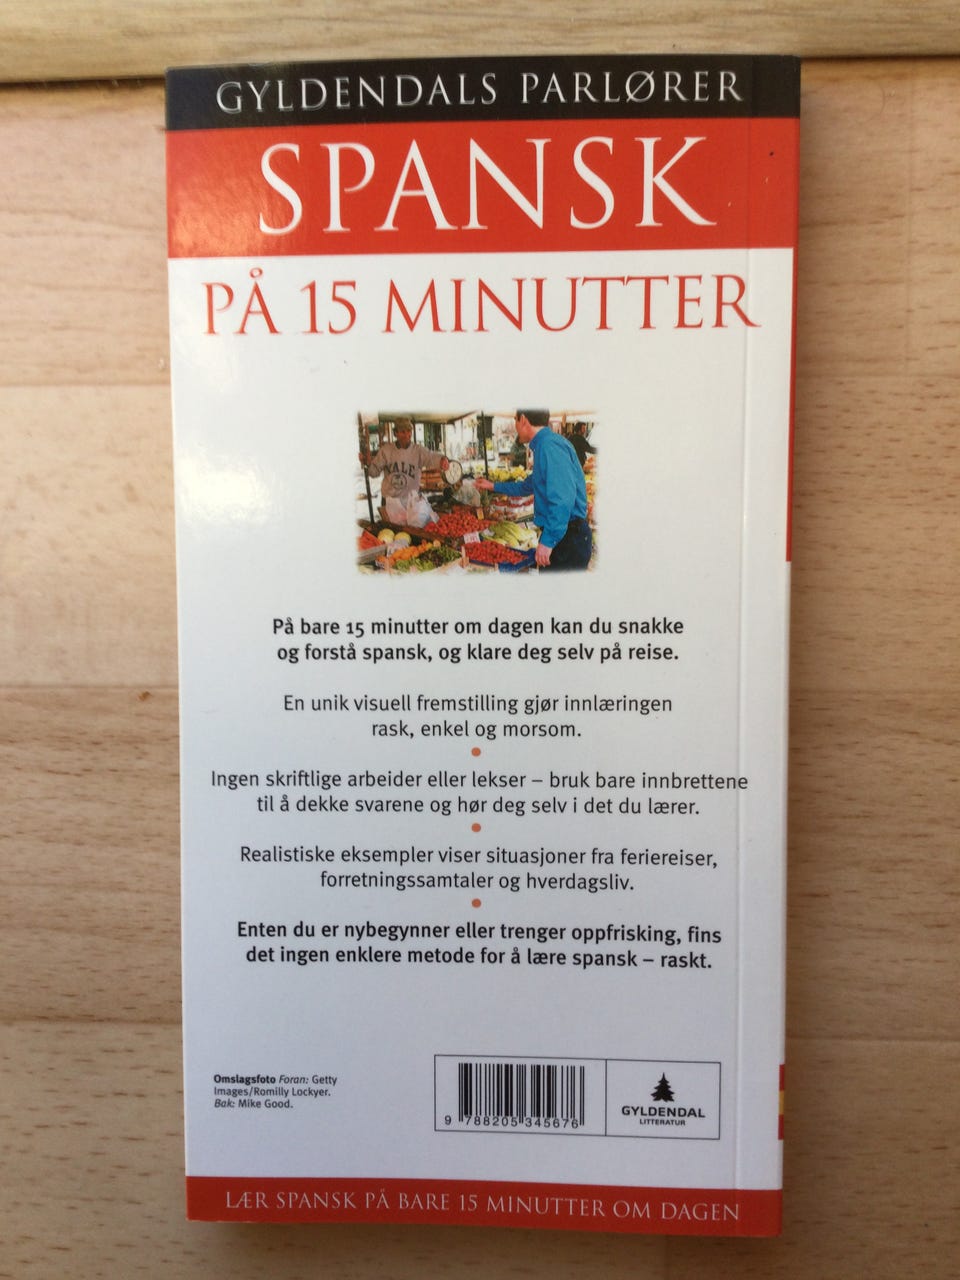 GYLDENDALS PARLØRER
SPANSK
PÅ 15 MINUTTER
YALE
På bare 15 minutter om dagen kan du snakke
og forstå spansk, og klare deg selv på reise.
En unik visuell fremstilling gjør innlæringen
rask, enkel og morsom.
Ingen skriftlige arbeider eller lekser – bruk bare innbrettene
til å dekke svarene og hør deg selv i det du lærer.
Realistiske eksempler viser situasjoner fra feriereiser,
forretningssamtaler og hverdagsliv.
Enten du er nybegynner eller trenger oppfrisking, fins
det ingen enklere metode for å lære spansk – raskt.
Omslagsfoto Foran: Getty
Images/Romilly Lockyer.
Bak: Mike Good.
9 788205 345676
GYLDENDAL
LITTERATUR
LÆR SPANSK PÅ BARE 15 MINUTTER OM DAGEN